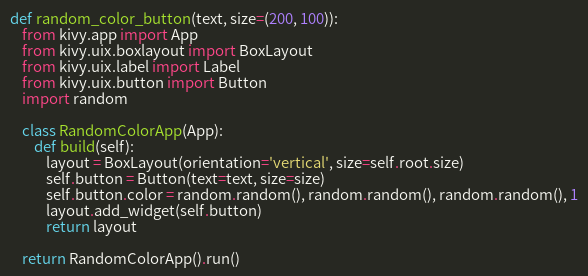 def random_color_button(text, size=(200, 100)):
    from kivy.app import App
    from kivy.uix.boxlayout import BoxLayout
    from kivy.uix.label import Label
    from kivy.uix.button import Button
    import random

    class RandomColorApp(App):
        def build(self):
            layout = BoxLayout(orientation='vertical', size=self.root.size)
            self.button = Button(text=text, size=size)
            self.button.color = random.random(), random.random(), random.random(), 1
            layout.add_widget(self.button)
            return layout

    return RandomColorApp().run()